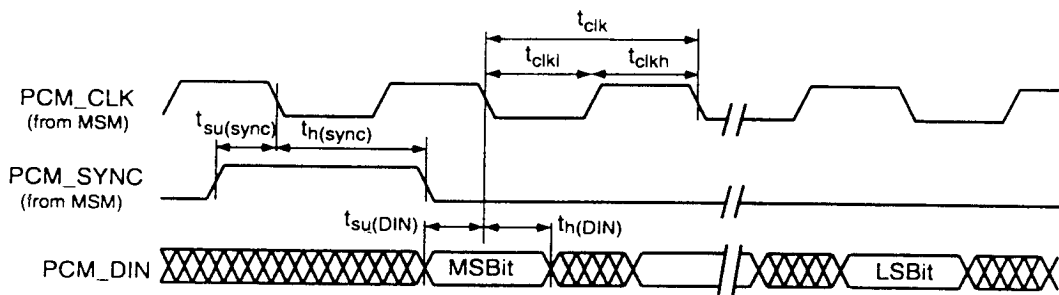 t_clk
t_clkl t_clkh
PCM_CLK
(from MSM)
t_su(sync) t_h(sync)
PCM_SYNC
(from MSM)
t_su(DIN) t_h(DIN)
PCM_DIN MSBit LSBit